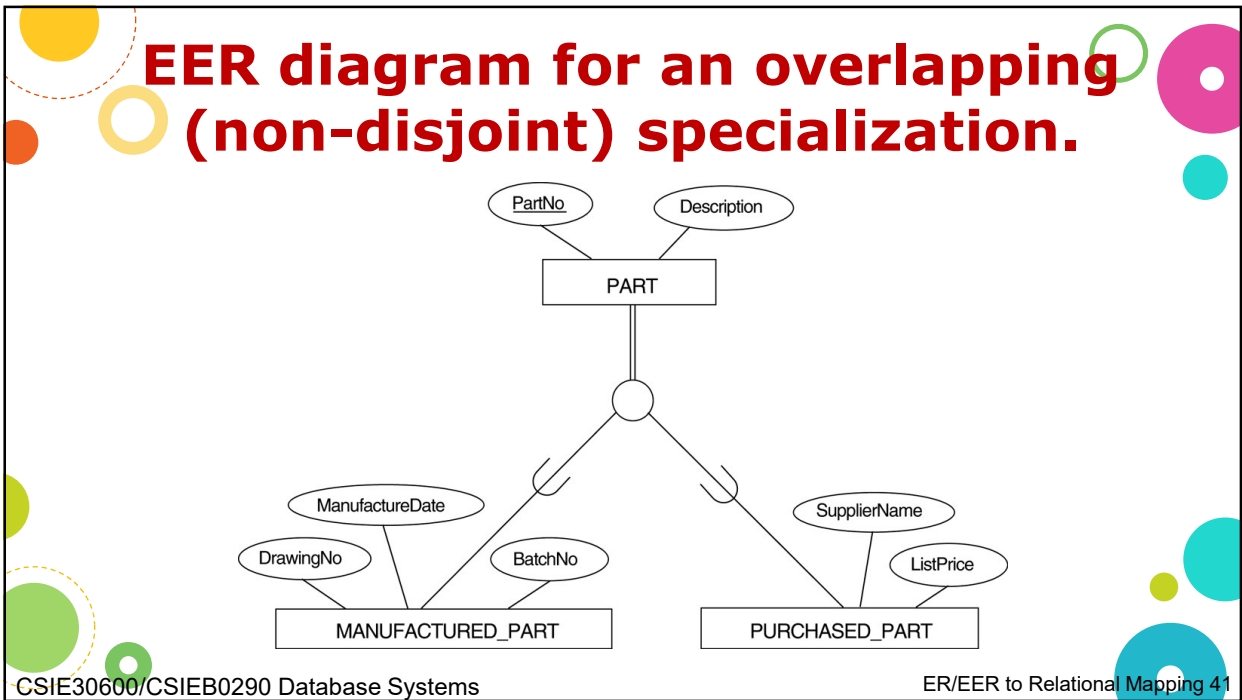 EER diagram for an overlapping
(non-disjoint) specialization.
PartNo
Description
PART
ManufactureDate
SupplierName
DrawingNo
BatchNo
ListPrice
MANUFACTURED_PART
PURCHASED_PART
CSIE30600/CSIEB0290 Database Systems
ER/EER to Relational Mapping 41